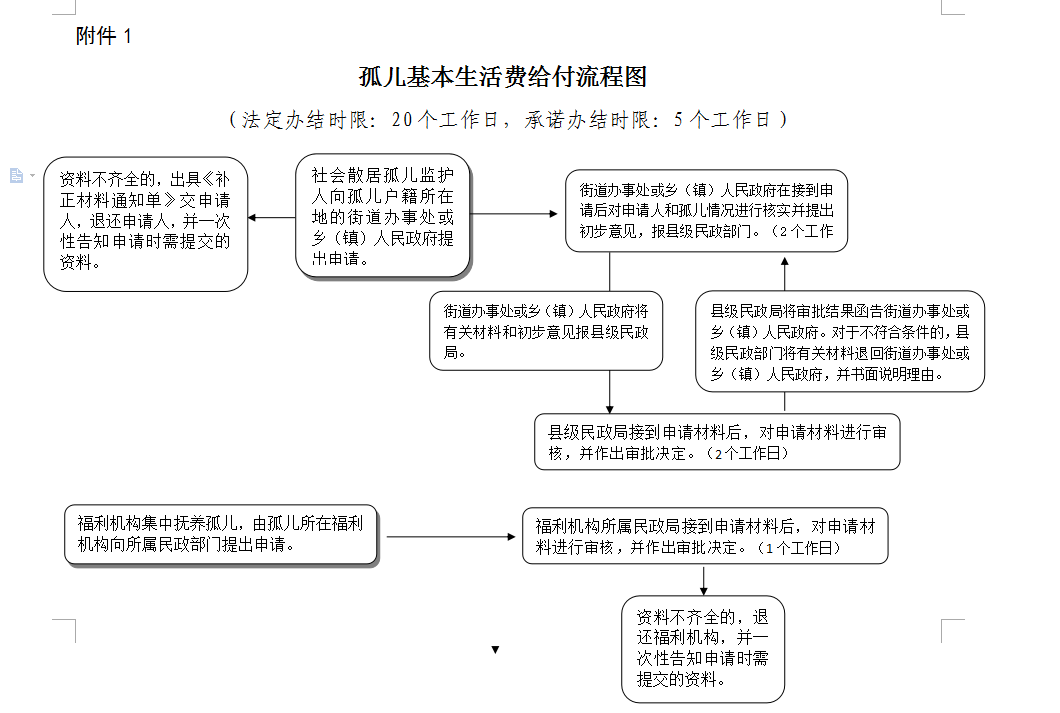 附件 1
孤儿基本生活费给付流程图
（法定办结时限：20 个工作日，承诺办结时限：5 个工作日）
资料不齐全的，出具《补
正材料通知单》交申请
人，退还申请人，并一次
性告知申请时需提交的
资料。
社会散居孤儿监护
人向孤儿户籍所在
地的街道办事处或
乡（镇）人民政府提
出申请。
街道办事处或乡（镇）人民政府在接到申
请后对申请人和孤儿情况进行核实并提出
初步意见，报县级民政部门。（2 个工作
街道办事处或乡（镇）人民政府将
有关材料和初步意见报县级民政
局。
县级民政局将审批结果函告街道办事处或
乡（镇）人民政府。对于不符合条件的，县
级民政部门将有关材料退回街道办事处或
乡（镇）人民政府，并书面说明理由。
县级民政局接到申请材料后，对申请材料进行审
核，并作出审批决定。（2 个工作日）
福利机构集中抚养孤儿，由孤儿所在福利
机构向所属民政部门提出申请。
福利机构所属民政局接到申请材料后，对申请材
料进行审核，并作出审批决定。（1 个工作日）
资料不齐全的，退
还福利机构，并一
次性告知申请时需
提交的资料。